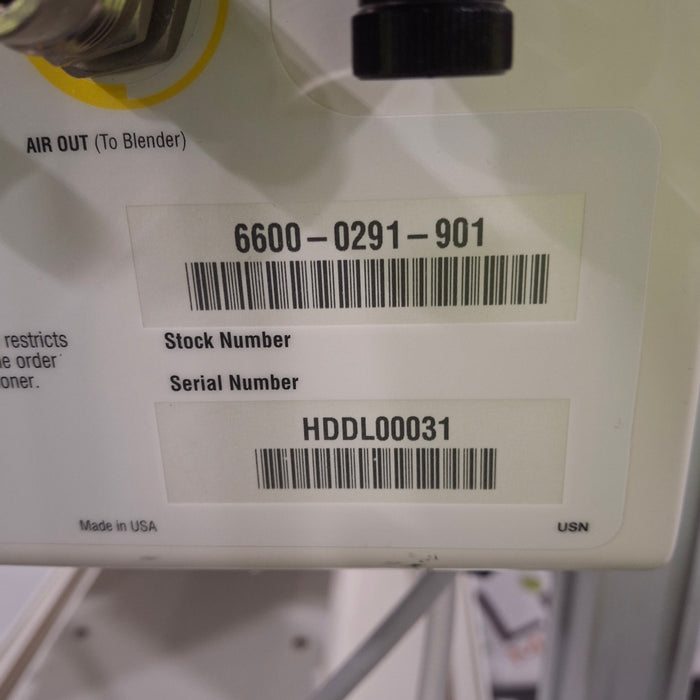 AIR OUT (To Blender)
6600-0291-901
restricts
order
oner.
Stock Number
Serial Number
HDDL00031
Made in USA
USN